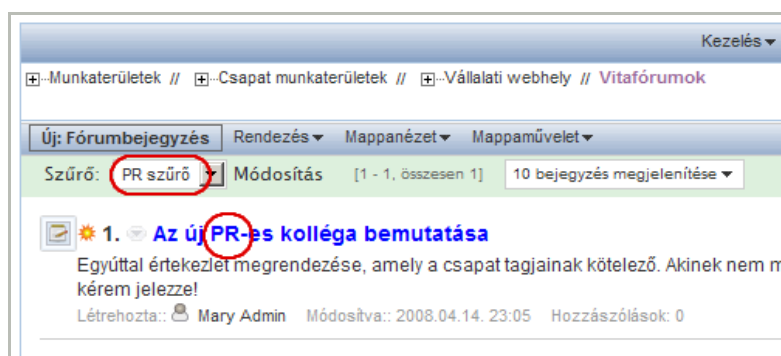 Kezelés
Munkaterületek // Csapat munkaterületek // Vállalati webhely // Vitafórumok
Új: Fórumbejegyzés Rendezés Mappanézet Mappaművelet
Szűrő: PR szűrő Módosítás [1 - 1, összesen 1] 10 bejegyzés megjelenítése
1. Az új PR-es kolléga bemutatása
Egyúttal értekezlet megrendezése, amely a csapat tagjainak kötelező. Akinek nem
kérem jelezze!
Létrehozta:: Mary Admin Módosítva:: 2008.04.14. 23:05 Hozzászólások: 0